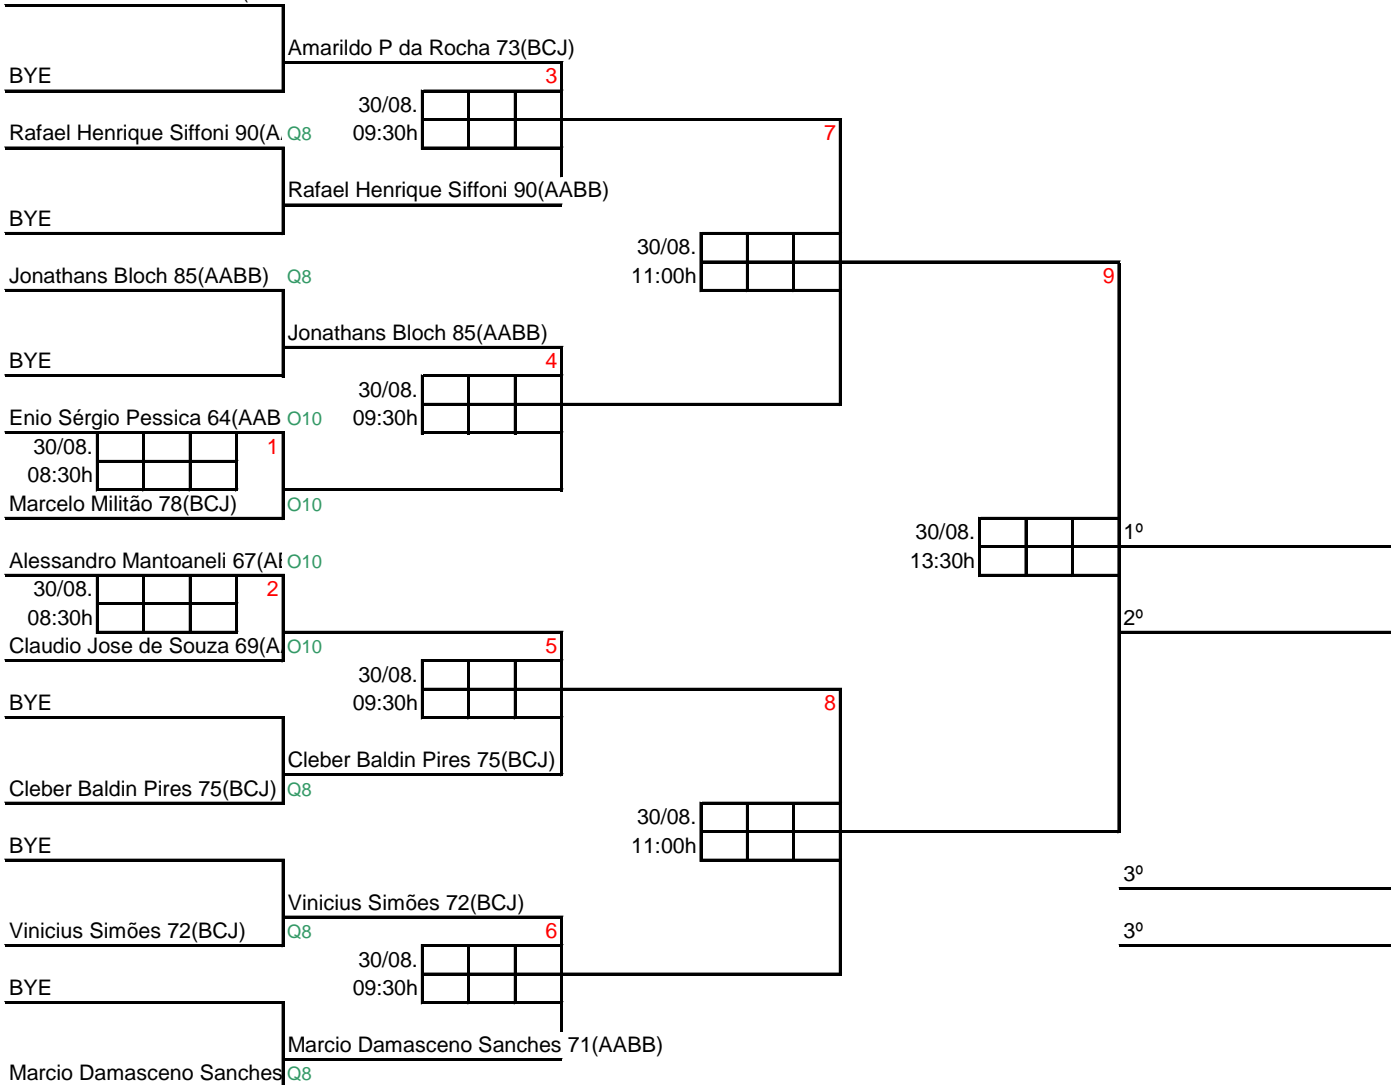 Amarildo P da Rocha 73(BCJ)
BYE
3
30/08.
Rafael Henrique Siffoni 90(A
Q8
09:30h
7
Rafael Henrique Siffoni 90(AABB)
BYE
30/08.
Jonathans Bloch 85(AABB)
Q8
11:00h
9
Jonathans Bloch 85(AABB)
BYE
4
30/08.
Enio Sérgio Pessica 64(AAB
O10
09:30h
30/08.
1
08:30h
Marcelo Militão 78(BCJ)
O10
30/08.
1º
13:30h
Alessandro Mantoaneli 67(A
O10
30/08.
2
08:30h
2º
Claudio Jose de Souza 69(A
O10
5
30/08.
BYE
09:30h
8
Cleber Baldin Pires 75(BCJ)
Cleber Baldin Pires 75(BCJ)
Q8
30/08.
BYE
11:00h
3º
Vinicius Simões 72(BCJ)
Vinicius Simões 72(BCJ)
Q8
6
3º
30/08.
BYE
09:30h
Marcio Damasceno Sanches 71(AABB)
Marcio Damasceno Sanches
Q8